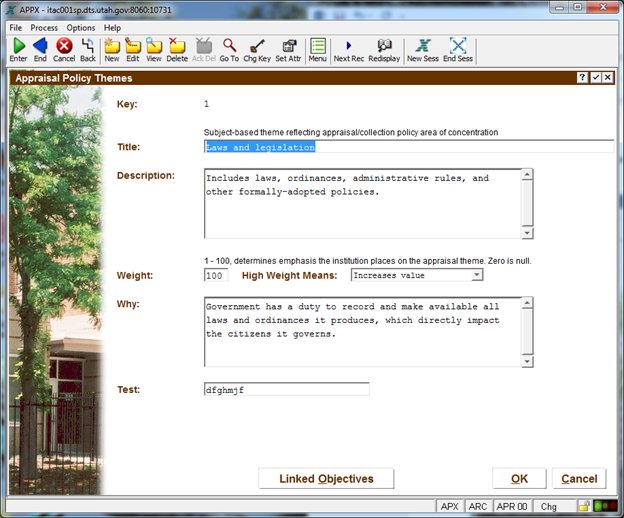 APPX - itac001sp.dts.utah.gov:8060:10731
File Process Options Help
Enter End Cancel Back New Edit View Delete Ack Del Go To Chg Key Set Attr Menu Next Rec Redisplay New Sess End Sess
Appraisal Policy Themes
Key: 1
Subject-based theme reflecting appraisal/collection policy area of concentration
Title: Laws and legislation
Description: Includes laws, ordinances, administrative rules, and
other formally-adopted policies.
1 - 100, determines emphasis the institution places on the appraisal theme. Zero is null.
Weight: 100 High Weight Means: Increases value
Why: Government has a duty to record and make available all
laws and ordinances it produces, which directly impact
the citizens it governs.
Test: dfghmjf
Linked Objectives OK Cancel
APX ARC APR 00 Chg